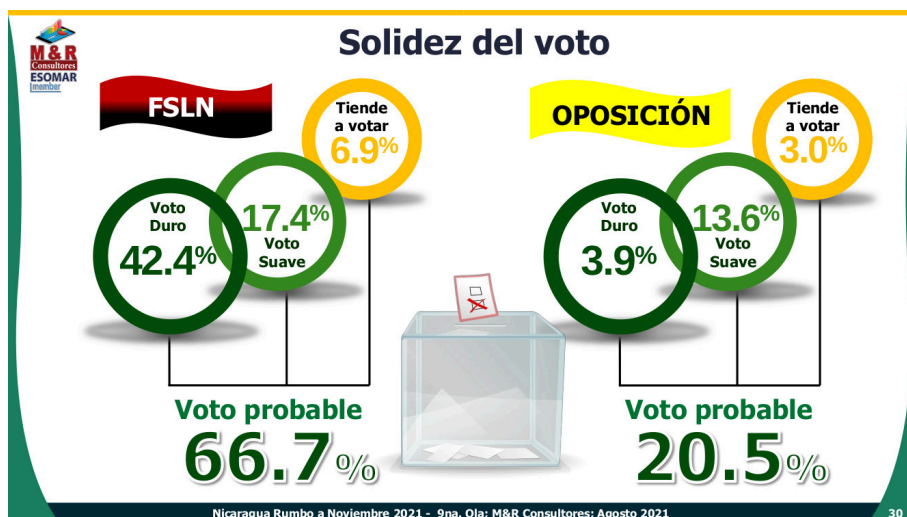 Solidez del voto
M&R
Consultores
ESOMAR
member
FSLN
Tiende
a votar
6.9%
17.4%
Voto
Suave
Voto
Duro
42.4%
Voto probable
66.7%
OPOSICIÓN
Tiende
a votar
3.0%
13.6%
Voto
Suave
Voto
Duro
3.9%
Voto probable
20.5%
Nicaragua Rumbo a Noviembre 2021 - 9na. Ola; M&R Consultores; Agosto 2021
30